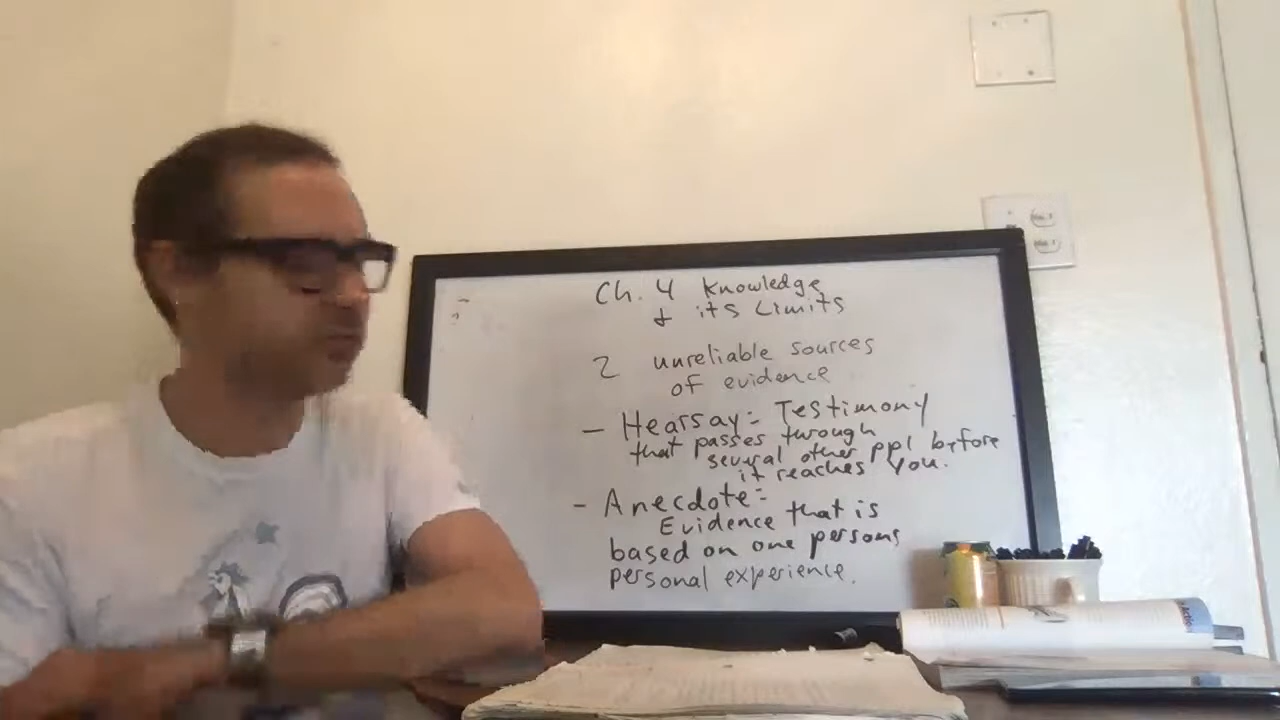 Ch. 4 Knowledge
+ its Limits
2 unreliable sources
of evidence
- Hearsay: Testimony
that passes through
several other ppl before
it reaches you.
- Anecdote:
Evidence that is
based on one persons
personal experience.